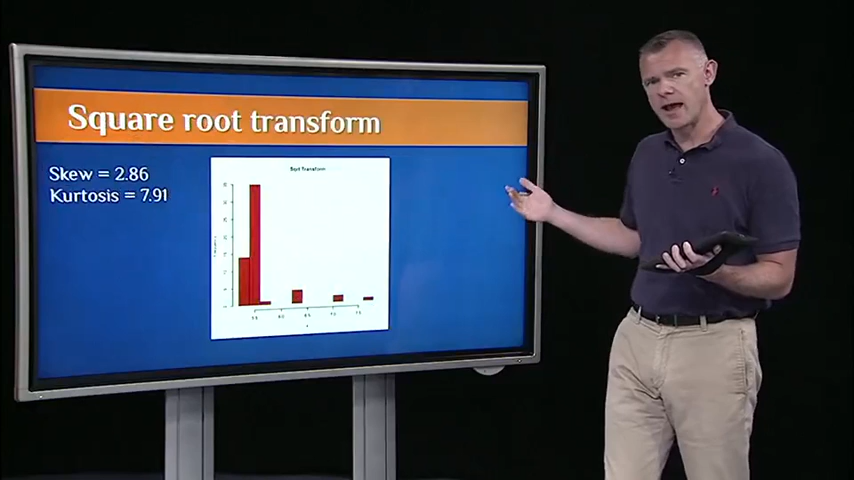 Square root transform
Skew = 2.86
Kurtosis = 7.91
Sqrt Transform